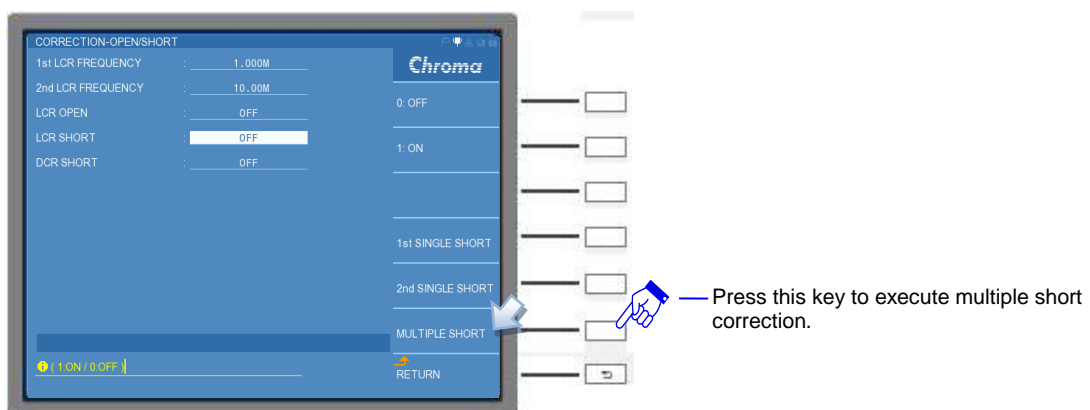 CORRECTION-OPEN/SHORT
Chroma
1st LCR FREQUENCY : 1.000M
2nd LCR FREQUENCY : 10.00M
LCR OPEN : OFF
LCR SHORT : OFF
DCR SHORT : OFF
0: OFF
1: ON
1st SINGLE SHORT
2nd SINGLE SHORT
MULTIPLE SHORT
RETURN
( 1:ON / 0:OFF )
Press this key to execute multiple short
correction.